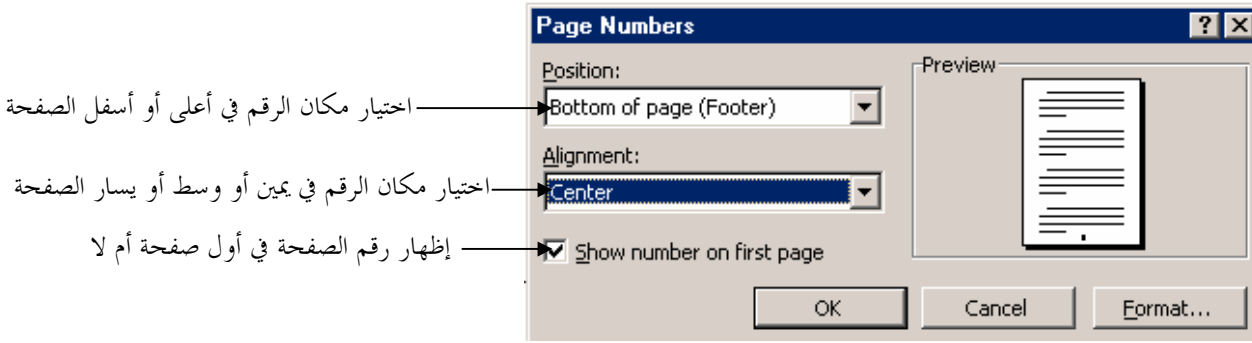 Page Numbers
Position:
Preview
اختيار مكان الرقم في أعلى أو أسفل الصفحة
Bottom of page (Footer)
Alignment:
اختيار مكان الرقم في يمين أو وسط أو يسار الصفحة
Center
إظهار رقم الصفحة في أول صفحة أم لا
Show number on first page
OK
Cancel
Format...